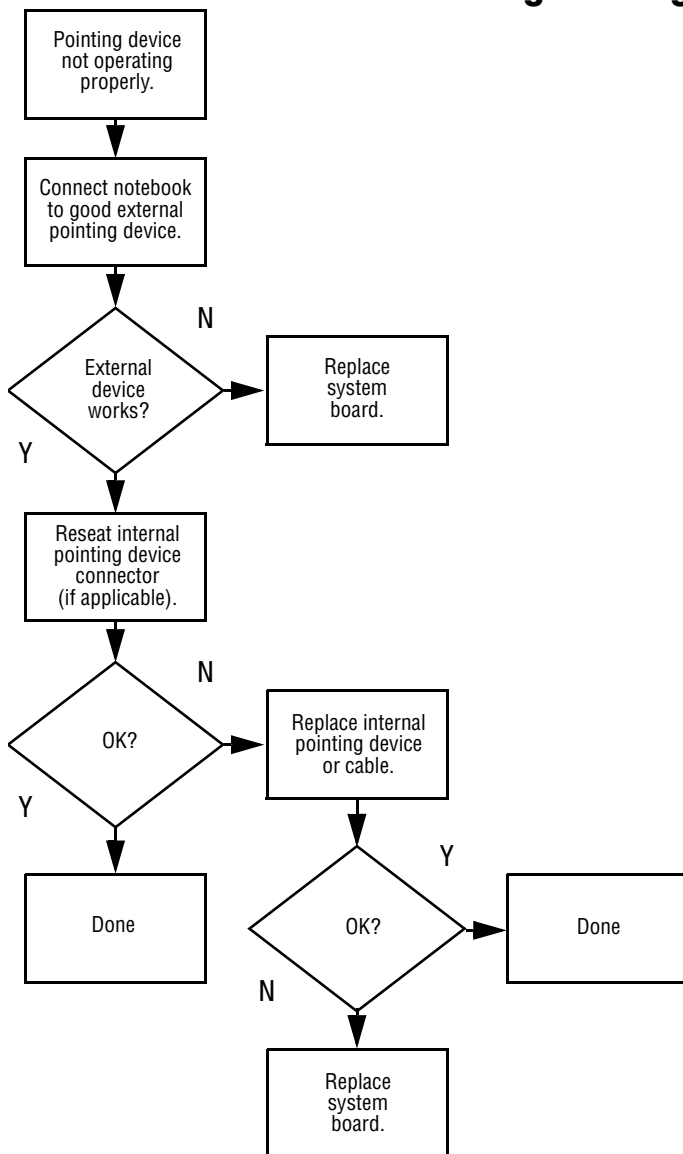 Pointing device
not operating
properly.
Connect notebook
to good external
pointing device.
N
External
device
works?
Replace
system
board.
Y
Reseat internal
pointing device
connector
(if applicable).
N
OK?
Replace internal
pointing device
or cable.
Y
Y
Done
OK?
Done
N
Replace
system
board.